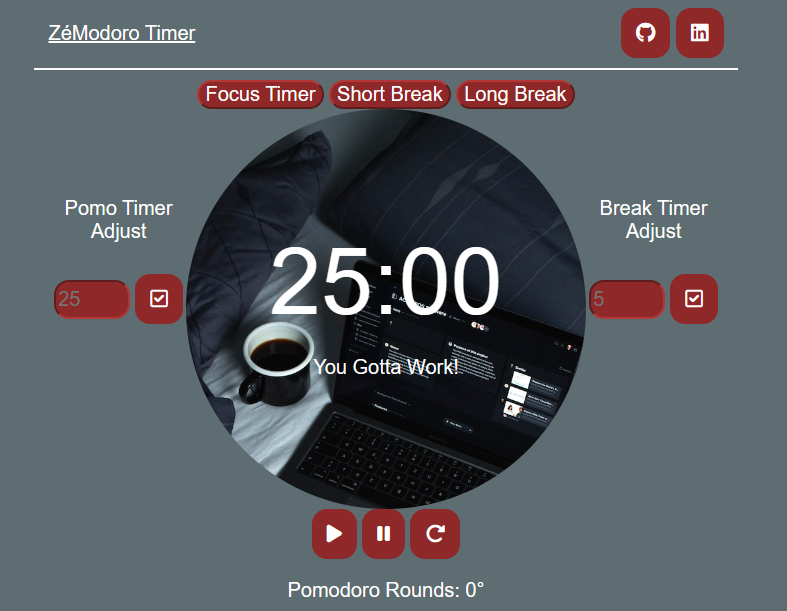 ZéModoro Timer
Focus Timer Short Break Long Break
Pomo Timer
Adjust
25
25:00
You Gotta Work!
Break Timer
Adjust
5
Pomodoro Rounds: 0°